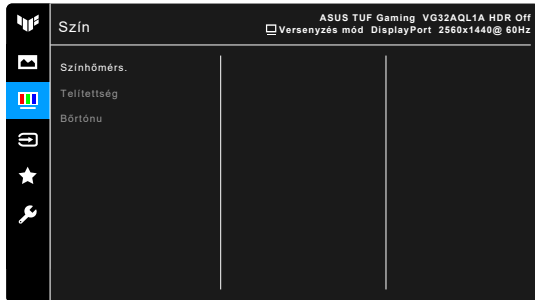 Szín
ASUS TUF Gaming VG32AQL1A HDR Off
Versenyzés mód DisplayPort 2560x1440@ 60Hz
Színhőmérs.
Telítettség
Bőrtónu